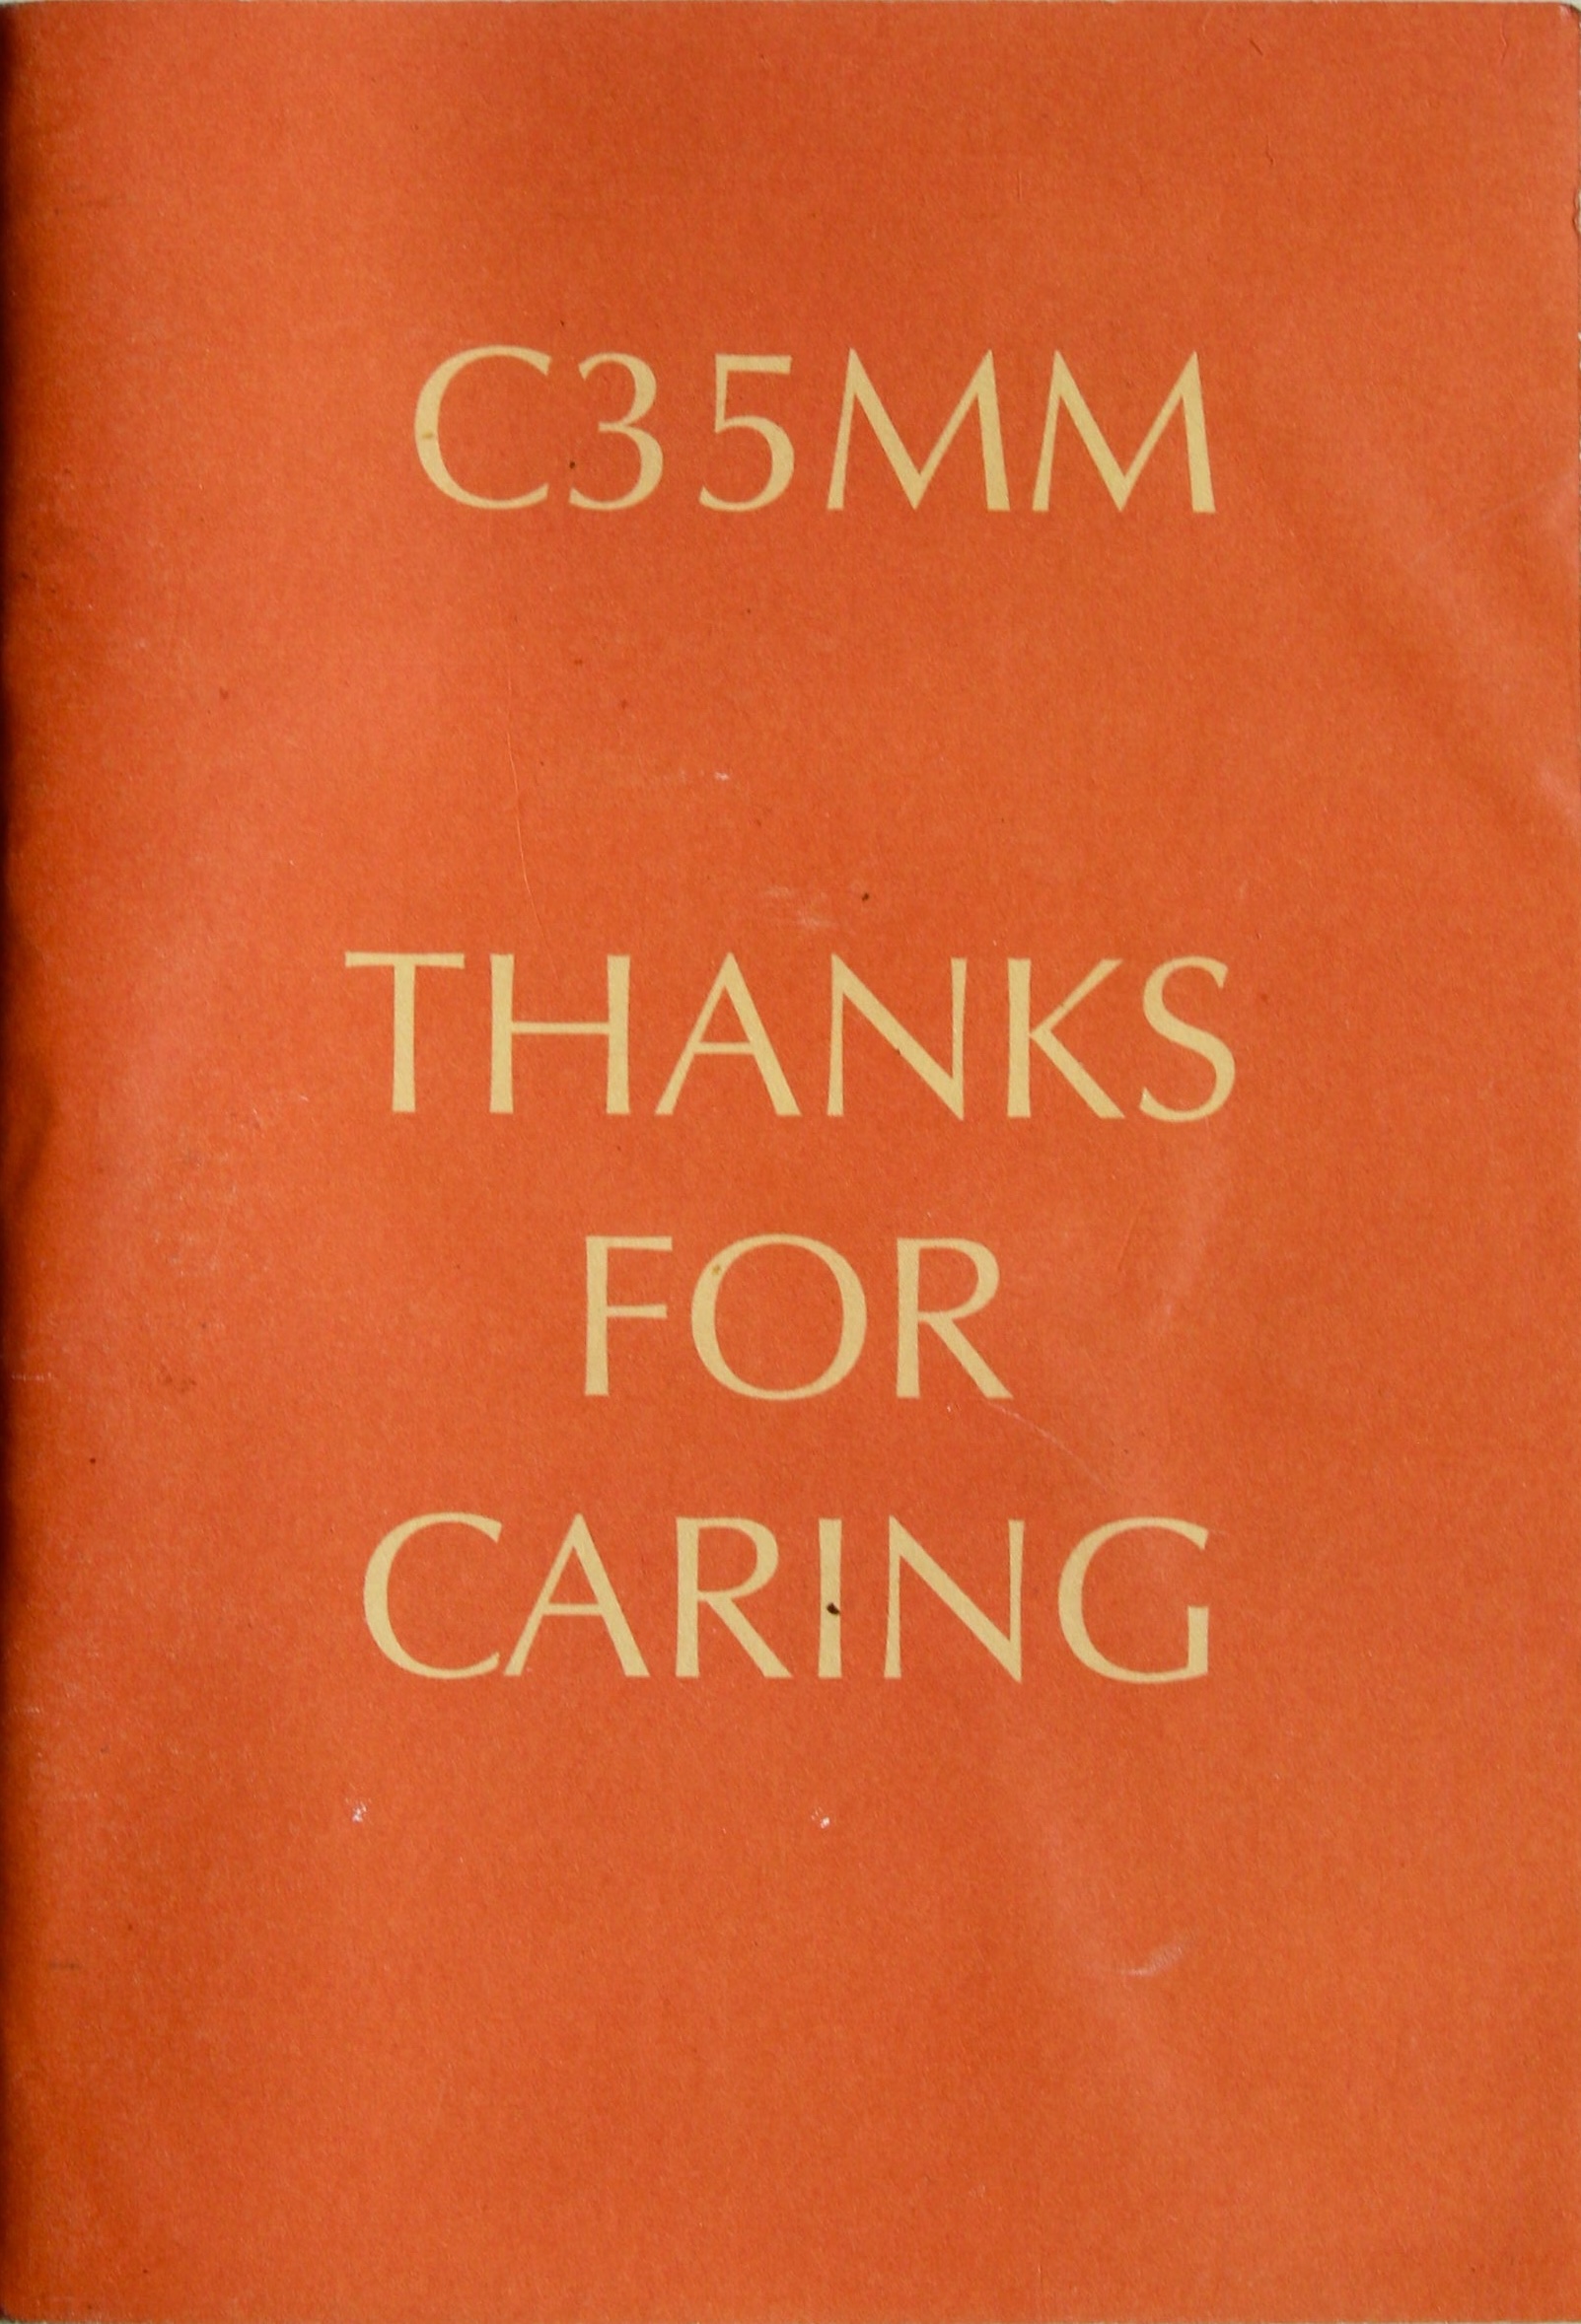 C35MM
THANKS
FOR
CARING